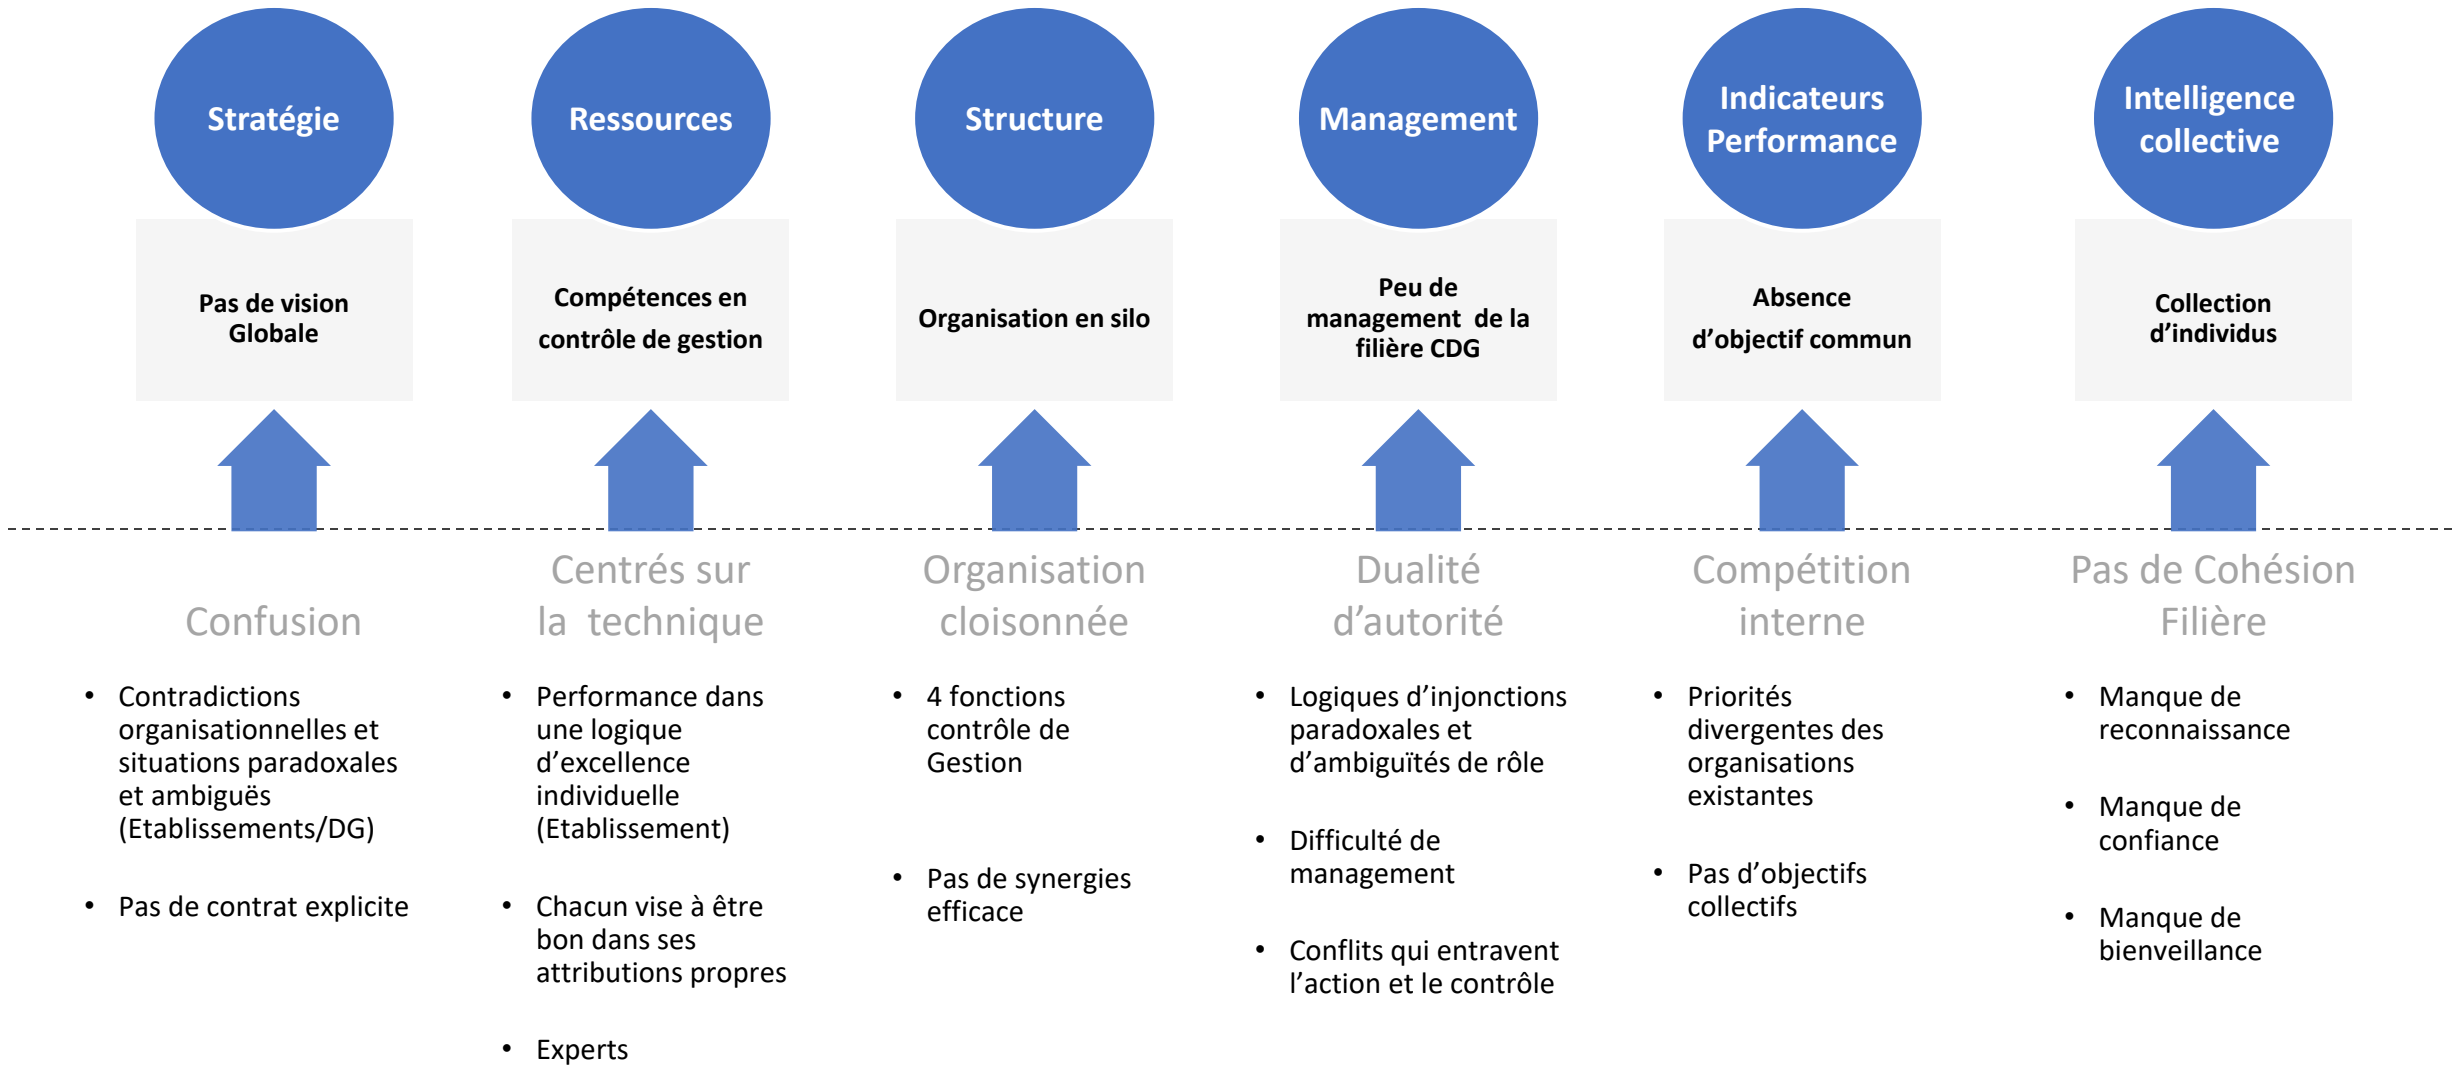 Stratégie
Ressources
Structure
Management
Indicateurs
Performance
Intelligence
collective
Pas de vision
Globale
Compétences en
contrôle de gestion
Organisation en silo
Peu de
management  de la
filière CDG
Absence
d’objectif commun
Collection
d’individus
Confusion
Centrés sur
la  technique
Organisation
cloisonnée
Dualité
d’autorité
Compétition
interne
Pas de Cohésion
Filière
• Contradictions
organisationnelles et
situations paradoxales
et ambiguës
(Etablissements/DG)
• Pas de contrat explicite
• Performance dans
une logique
d’excellence
individuelle
(Etablissement)
• Chacun vise à être
bon dans ses
attributions propres
• Experts
• 4 fonctions
contrôle de
Gestion
• Pas de synergies
efficace
• Logiques d’injonctions
paradoxales et
d’ambiguïtés de rôle
• Difficulté de
management
• Conflits qui entravent
l’action et le contrôle
• Priorités
divergentes des
organisations
existantes
• Pas d’objectifs
collectifs
• Manque de
reconnaissance
• Manque de
confiance
• Manque de
bienveillance